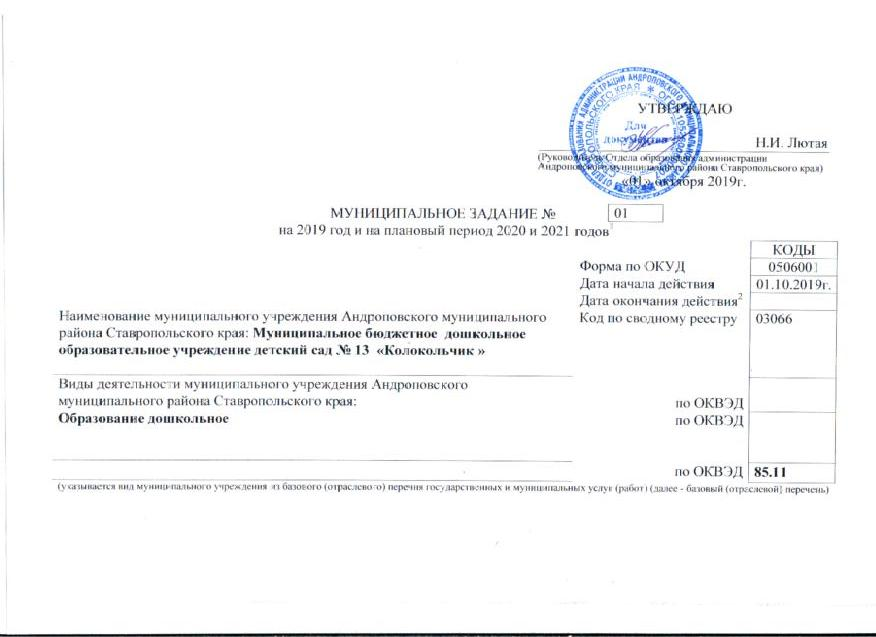 УТВЕРЖДАЮ
Н.И. Лютая
(Руководитель Отдела образования администрации
Андроповского муниципального района Ставропольского края)
«01» октября 2019г.
МУНИЦИПАЛЬНОЕ ЗАДАНИЕ № 01
на 2019 год и на плановый период 2020 и 2021 годов1
КОДЫ
Форма по ОКУД 0506001
Дата начала действия 01.10.2019г.
Дата окончания действия2
Наименование муниципального учреждения Андроповского муниципального
района Ставропольского края: Муниципальное бюджетное дошкольное
образовательное учреждение детский сад № 13 «Колокольчик »
Код по сводному реестру 03066
Виды деятельности муниципального учреждения Андроповского
муниципального района Ставропольского края: по ОКВЭД
Образование дошкольное по ОКВЭД
по ОКВЭД 85.11
(указывается вид муниципального учреждения из базового (отраслевого) перечня государственных и муниципальных услуг (работ) (далее - базовый (отраслевой) перечень)
Для
документов